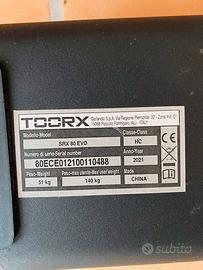 TOORX
Garlando S.p.A. Via Regione Piemonte, 32 - Zona Ind. D1
15068 Pozzolo Formigaro (AL) - ITALY
Modello-Model Classe-Class
SRX 80 EVO HC
Numero di serie-Serial Number Anno-Year
80ECE012100110488 2021
Peso-Weight Peso max utente-Max user weight Made in
51 kg 140 kg CHINA
subito